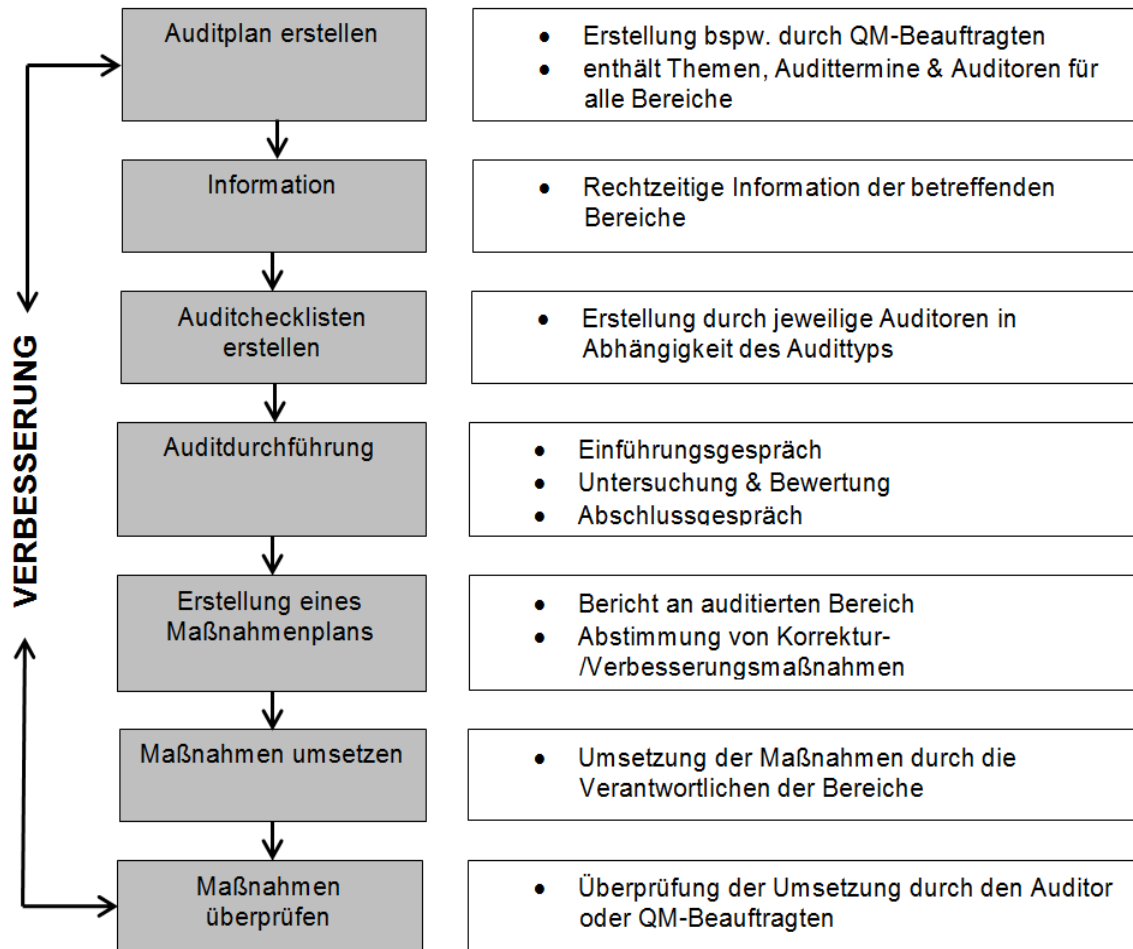 Auditplan erstellen
• Erstellung bspw. durch QM-Beauftragten
• enthält Themen, Audittermine & Auditoren für
alle Bereiche
Information
• Rechtzeitige Information der betreffenden
Bereiche
Auditchecklisten
erstellen
• Erstellung durch jeweilige Auditoren in
Abhängigkeit des Audittyps
VERBESSERUNG
Auditdurchführung
• Einführungsgespräch
• Untersuchung & Bewertung
• Abschlussgespräch
Erstellung eines
Maßnahmenplans
• Bericht an auditierten Bereich
• Abstimmung von Korrektur-
/Verbesserungsmaßnahmen
Maßnahmen umsetzen
• Umsetzung der Maßnahmen durch die
Verantwortlichen der Bereiche
Maßnahmen
überprüfen
• Überprüfung der Umsetzung durch den Auditor
oder QM-Beauftragten